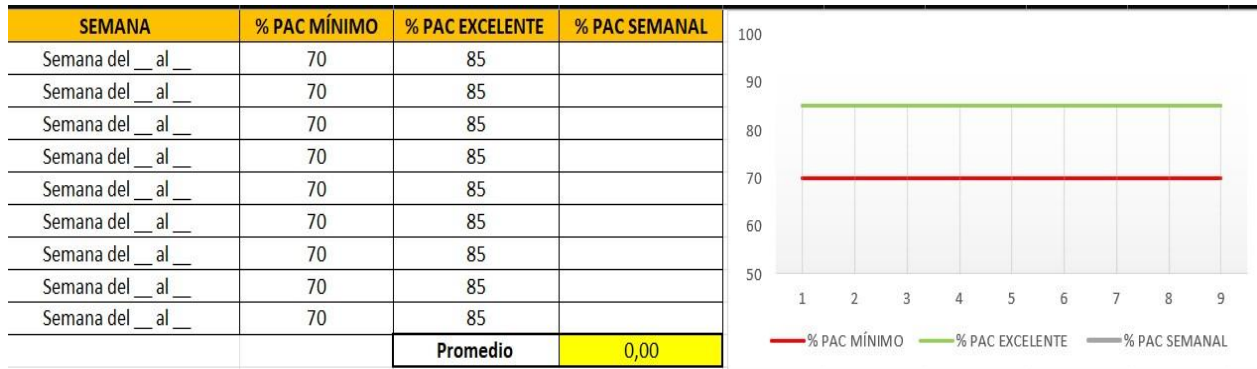 SEMANA % PAC MÍNIMO % PAC EXCELENTE % PAC SEMANAL
Semana del __ al __ 70 85
Semana del __ al __ 70 85
Semana del __ al __ 70 85
Semana del __ al __ 70 85
Semana del __ al __ 70 85
Semana del __ al __ 70 85
Semana del __ al __ 70 85
Semana del __ al __ 70 85
Semana del __ al __ 70 85
Promedio 0,00
100
90
80
70
60
50
1 2 3 4 5 6 7 8 9
% PAC MÍNIMO % PAC EXCELENTE % PAC SEMANAL